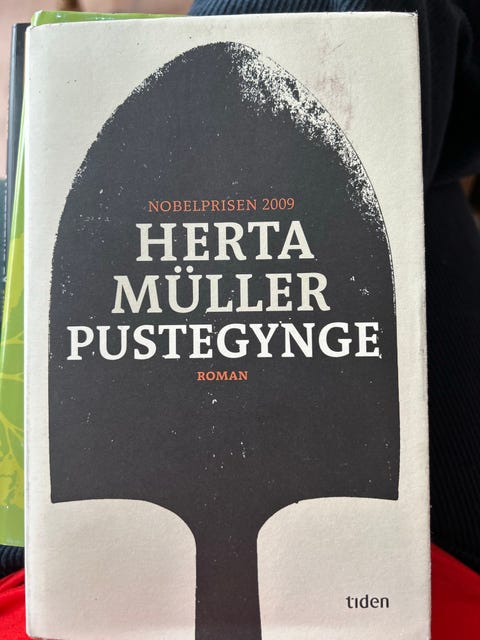 NOBELPRISEN 2009
HERTA
MÜLLER
PUSTEGYNGE
ROMAN
tiden